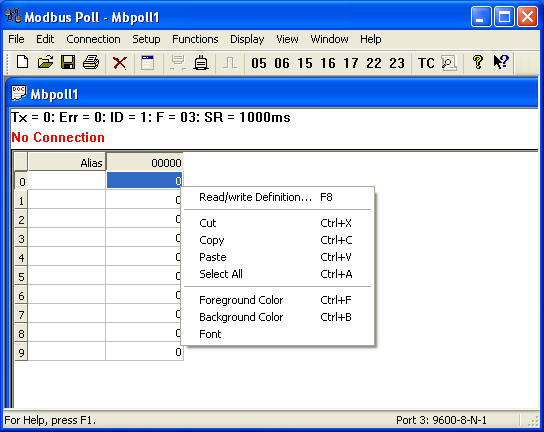 Modbus Poll - Mbpoll1
File Edit Connection Setup Functions Display View Window Help
05 06 15 16 17 22 23 TC
Mbpoll1
Tx = 0: Err = 0: ID = 1: F = 03: SR = 1000ms
No Connection
Alias 00000
0 0
1 0
2 0
3 0
4 0
5 0
6 0
7 0
8 0
9 0
Read/write Definition... F8
Cut Ctrl+X
Copy Ctrl+C
Paste Ctrl+V
Select All Ctrl+A
Foreground Color Ctrl+F
Background Color Ctrl+B
Font
For Help, press F1. Port 3: 9600-8-N-1